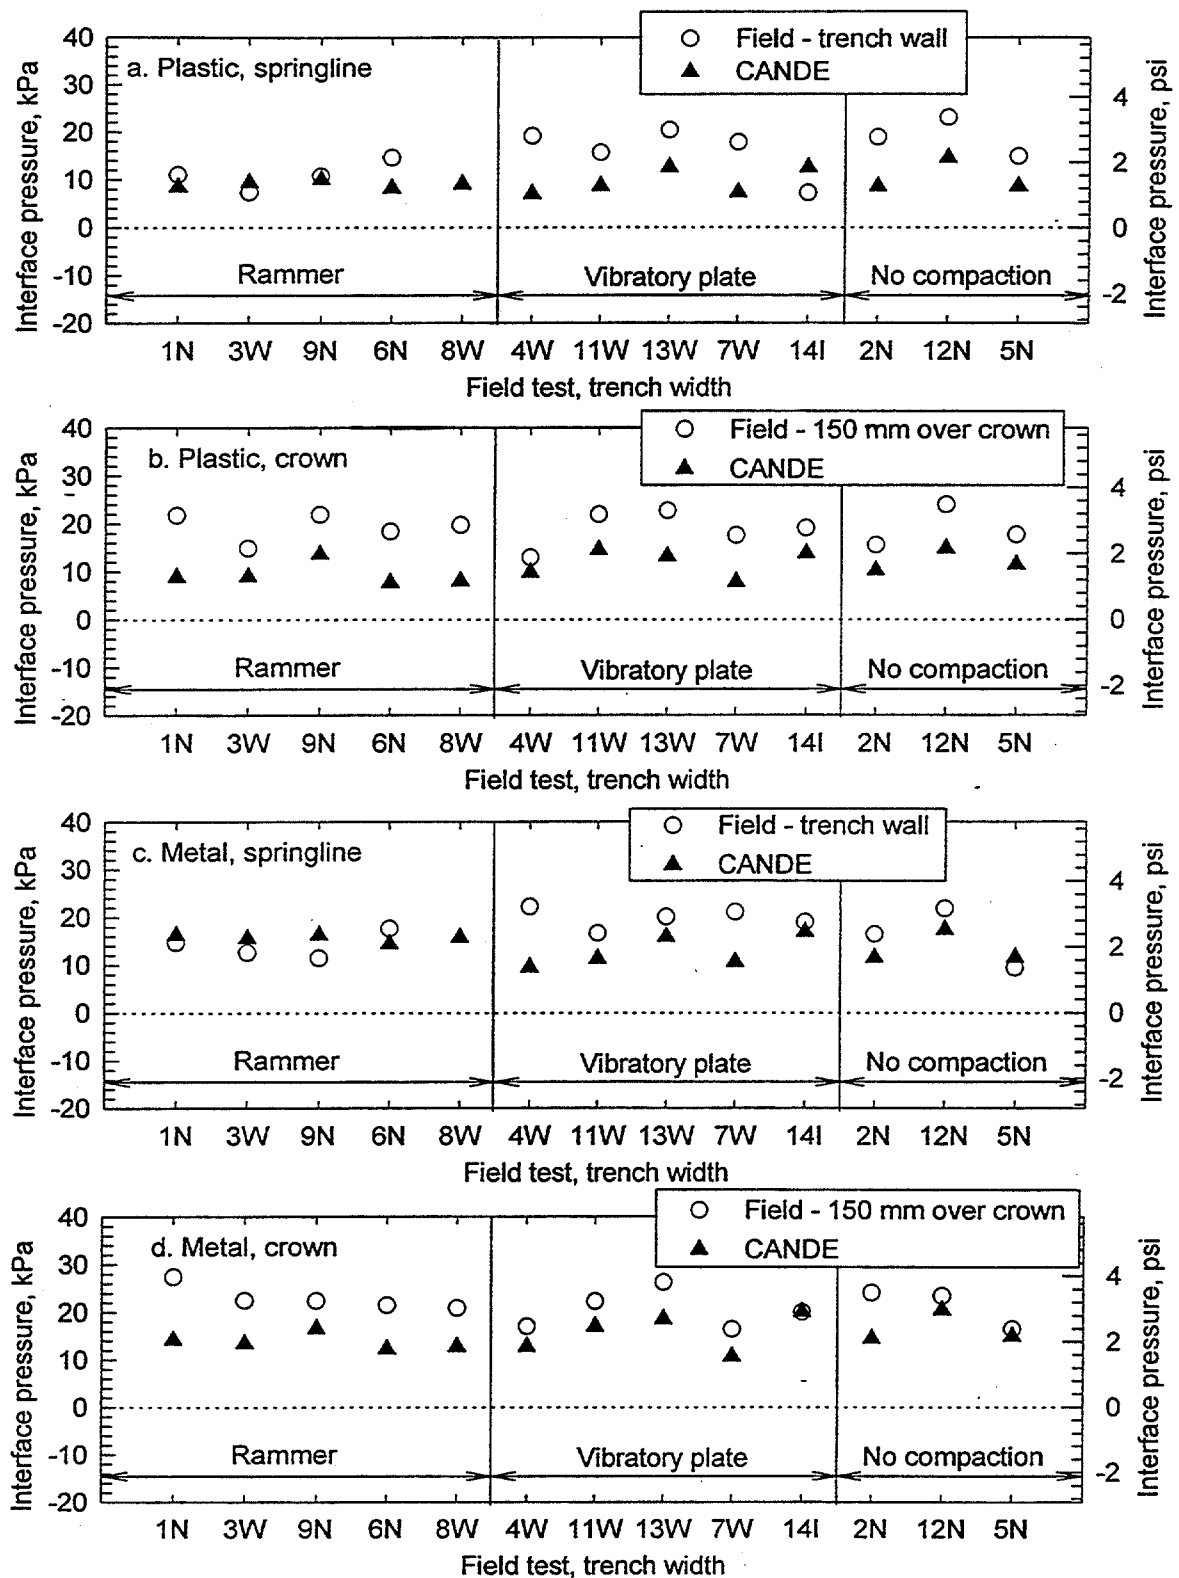 Field - trench wall
CANDE
a. Plastic, springline
Interface pressure, kPa
40
30
20
10
0
-10
-20
4
2
0
-2
Interface pressure, psi
Rammer
Vibratory plate
No compaction
1N 3W 9N 6N 8W 4W 11W 13W 7W 14I 2N 12N 5N
Field test, trench width
Field - 150 mm over crown
CANDE
b. Plastic, crown
Interface pressure, kPa
40
30
20
10
0
-10
-20
4
2
0
-2
Interface pressure, psi
Rammer
Vibratory plate
No compaction
1N 3W 9N 6N 8W 4W 11W 13W 7W 14I 2N 12N 5N
Field test, trench width
Field - trench wall
CANDE
c. Metal, springline
Interface pressure, kPa
40
30
20
10
0
-10
-20
4
2
0
-2
Interface pressure, psi
Rammer
Vibratory plate
No compaction
1N 3W 9N 6N 8W 4W 11W 13W 7W 14I 2N 12N 5N
Field test, trench width
Field - 150 mm over crown
CANDE
d. Metal, crown
Interface pressure, kPa
40
30
20
10
0
-10
-20
4
2
0
-2
Interface pressure, psi
Rammer
Vibratory plate
No compaction
1N 3W 9N 6N 8W 4W 11W 13W 7W 14I 2N 12N 5N
Field test, trench width